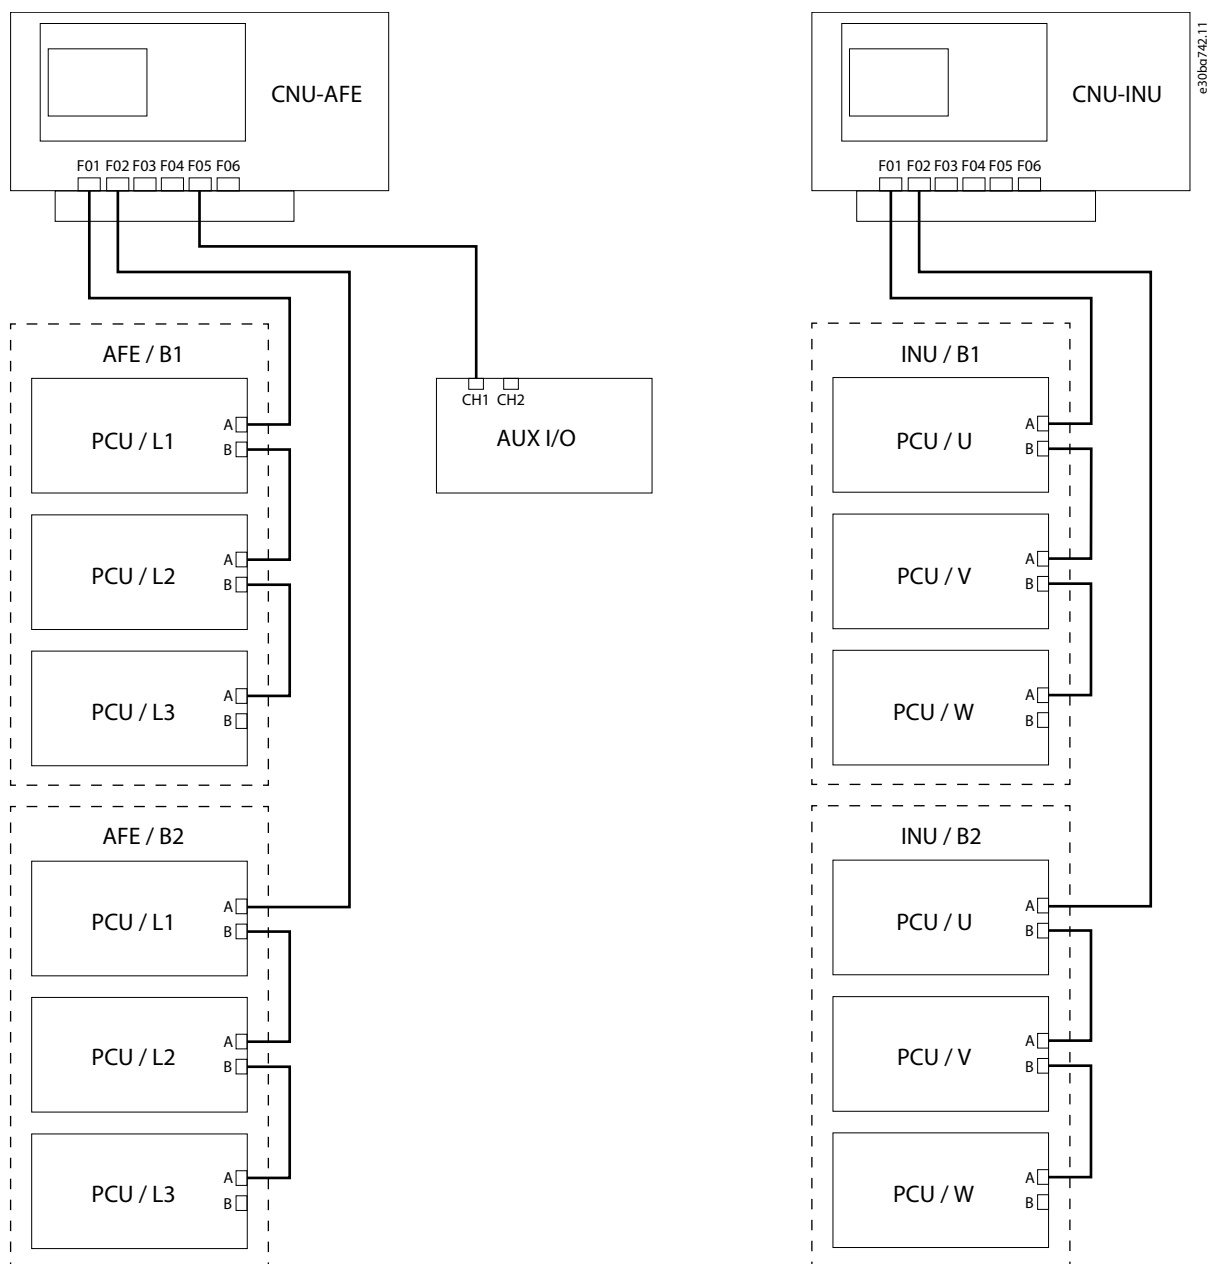 CNU-AFE
F01 F02 F03 F04 F05 F06
AFE / B1
PCU / L1
A
B
PCU / L2
A
B
PCU / L3
A
B
AFE / B2
PCU / L1
A
B
PCU / L2
A
B
PCU / L3
A
B
CH1 CH2
AUX I/O
CNU-INU
F01 F02 F03 F04 F05 F06
INU / B1
PCU / U
A
B
PCU / V
A
B
PCU / W
A
B
INU / B2
PCU / U
A
B
PCU / V
A
B
PCU / W
A
B
e30bg742.11